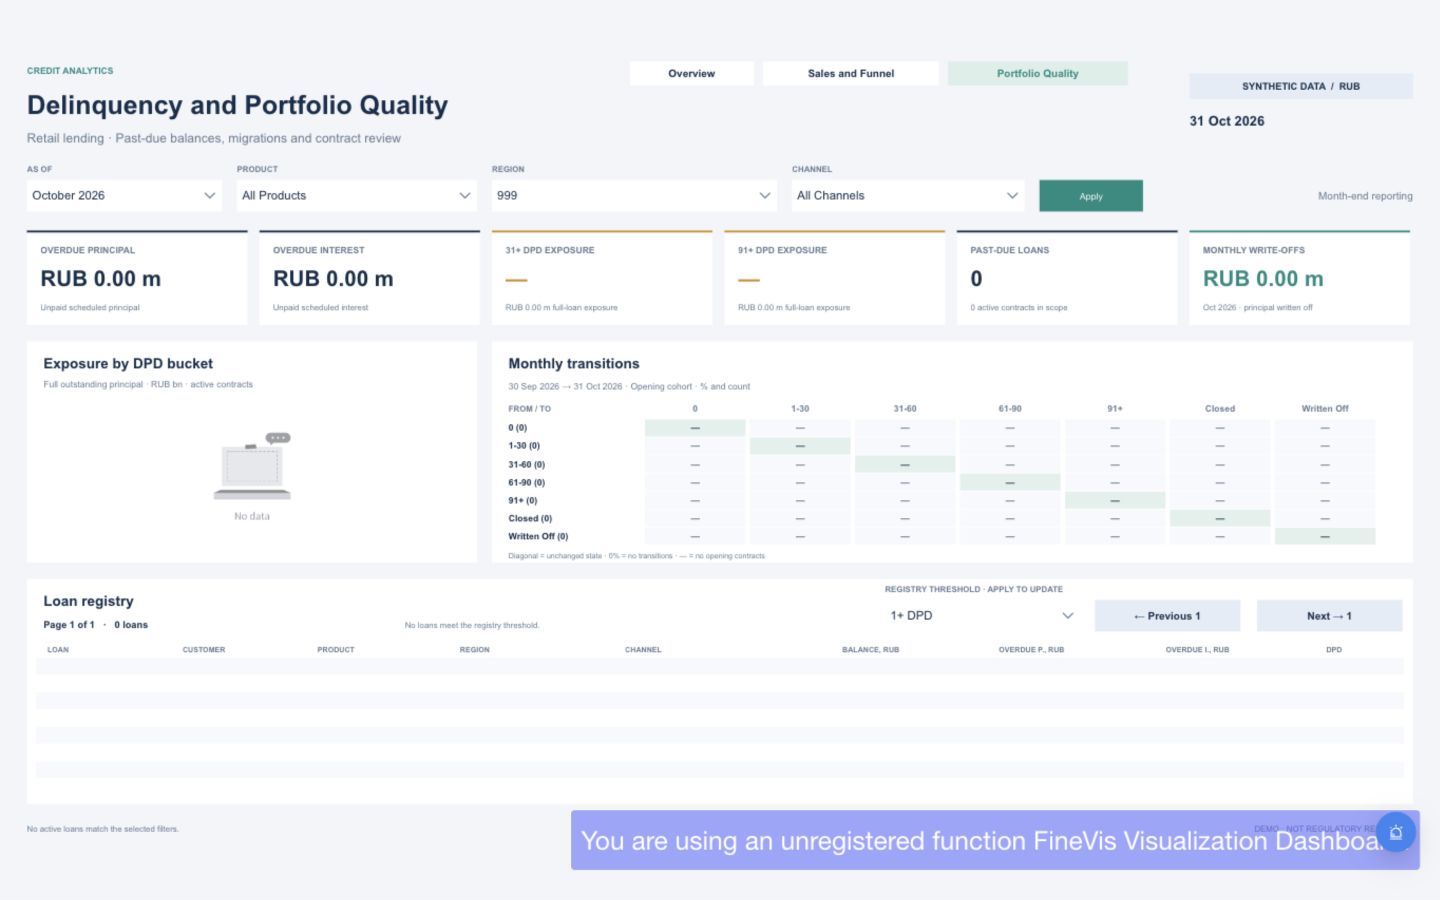 CREDIT ANALYTICS
Overview
Sales and Funnel
Portfolio Quality
SYNTHETIC DATA / RUB
Delinquency and Portfolio Quality
31 Oct 2026
Retail lending · Past-due balances, migrations and contract review
AS OF
PRODUCT
REGION
CHANNEL
October 2026
All Products
999
All Channels
Apply
Month-end reporting
OVERDUE PRINCIPAL
RUB 0.00 m
Unpaid scheduled principal
OVERDUE INTEREST
RUB 0.00 m
Unpaid scheduled interest
31+ DPD EXPOSURE
—
RUB 0.00 m full-loan exposure
91+ DPD EXPOSURE
—
RUB 0.00 m full-loan exposure
PAST-DUE LOANS
0
0 active contracts in scope
MONTHLY WRITE-OFFS
RUB 0.00 m
Oct 2026 · principal written off
Exposure by DPD bucket
Full outstanding principal · RUB bn · active contracts
No data
Monthly transitions
30 Sep 2026 → 31 Oct 2026 · Opening cohort · % and count
FROM / TO 0 1-30 31-60 61-90 91+ Closed Written Off
0 (0) — — — — — — —
1-30 (0) — — — — — — —
31-60 (0) — — — — — — —
61-90 (0) — — — — — — —
91+ (0) — — — — — — —
Closed (0) — — — — — — —
Written Off (0) — — — — — — —
Diagonal = unchanged state · 0% = no transitions · — = no opening contracts
Loan registry
REGISTRY THRESHOLD · APPLY TO UPDATE
1+ DPD
← Previous 1
Next → 1
Page 1 of 1 · 0 loans
No loans meet the registry threshold.
LOAN CUSTOMER PRODUCT REGION CHANNEL BALANCE, RUB OVERDUE P., RUB OVERDUE I., RUB DPD
No active loans match the selected filters.
DEMO · NOT REGULATORY
You are using an unregistered function FineVis Visualization